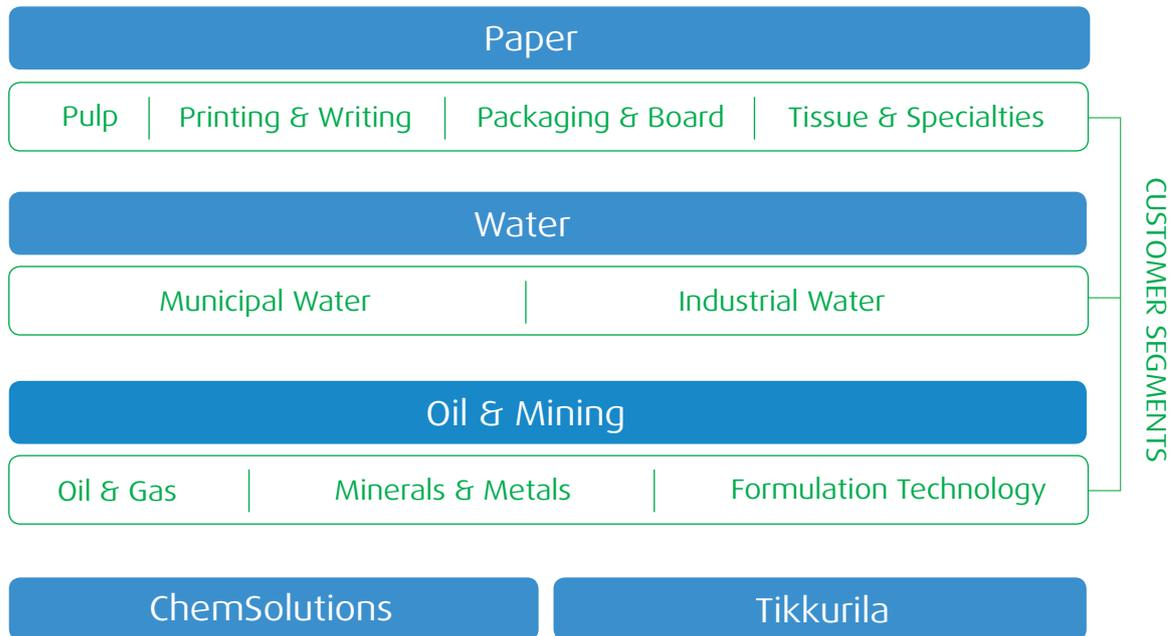 Paper
Pulp Printing & Writing Packaging & Board Tissue & Specialties
Water
Municipal Water Industrial Water
Oil & Mining
Oil & Gas Minerals & Metals Formulation Technology
ChemSolutions Tikkurila
CUSTOMER SEGMENTS